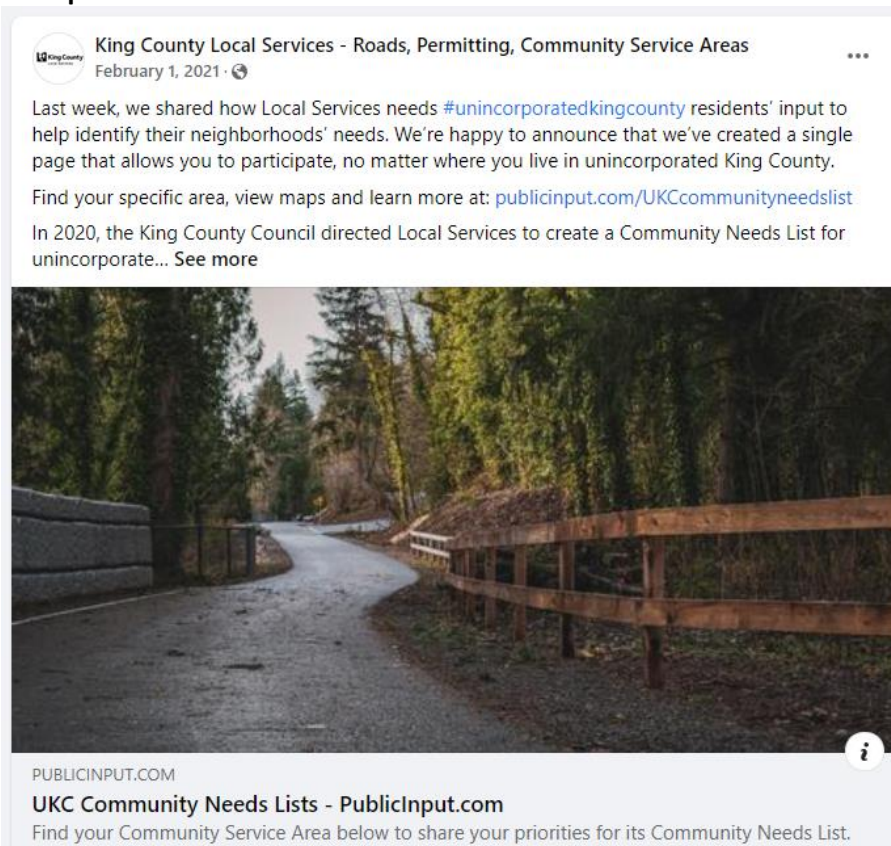 King County
King County Local Services - Roads, Permitting, Community Service Areas
February 1, 2021 ·
Last week, we shared how Local Services needs #unincorporatedkingcounty residents' input to
help identify their neighborhoods' needs. We're happy to announce that we've created a single
page that allows you to participate, no matter where you live in unincorporated King County.
Find your specific area, view maps and learn more at: publicinput.com/UKCcommunityneedslist
In 2020, the King County Council directed Local Services to create a Community Needs List for
unincorporate... See more
i
PUBLICINPUT.COM
UKC Community Needs Lists - PublicInput.com
Find your Community Service Area below to share your priorities for its Community Needs List.